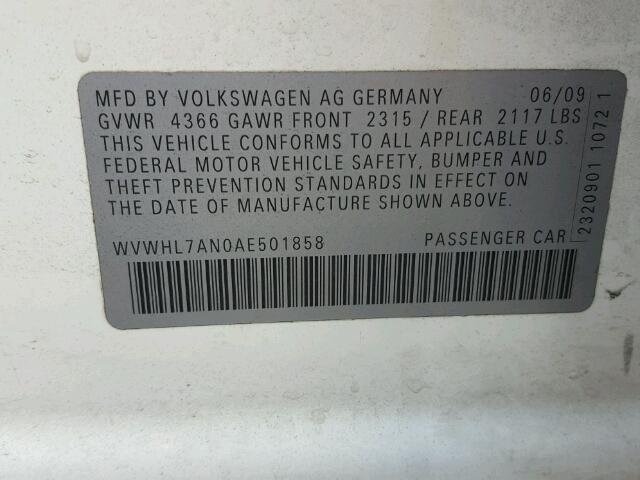 MFD BY VOLKSWAGEN AG GERMANY 06/09
GVWR 4366 GAWR FRONT 2315 / REAR 2117 LBS
THIS VEHICLE CONFORMS TO ALL APPLICABLE U.S.
FEDERAL MOTOR VEHICLE SAFETY, BUMPER AND
THEFT PREVENTION STANDARDS IN EFFECT ON
THE DATE OF MANUFACTURE SHOWN ABOVE.
WVWHL7AN0AE501858 PASSENGER CAR
2320901 1072 1